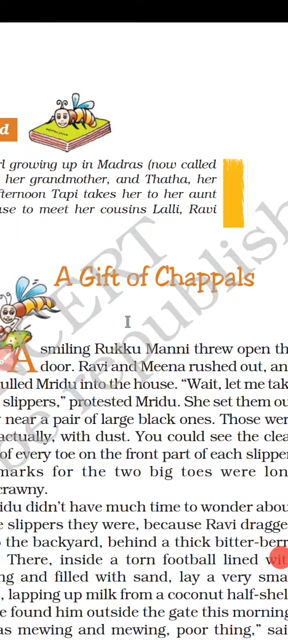 d
rl growing up in Madras (now called
her grandmother, and Thatha, her
fternoon Tapi takes her to her aunt
use to meet her cousins Lalli, Ravi
A Gift of Chappals
I
A smiling Rukku Manni threw open th
door. Ravi and Meena rushed out, an
ulled Mridu into the house. “Wait, let me tak
slippers,” protested Mridu. She set them ou
near a pair of large black ones. Those wer
actually, with dust. You could see the clea
of every toe on the front part of each slipper
marks for the two big toes were lon
crawny.
idu didn’t have much time to wonder abou
e slippers they were, because Ravi dragge
o the backyard, behind a thick bitter-berr
There, inside a torn football lined wit
ng and filled with sand, lay a very sma
, lapping up milk from a coconut half-shel
e found him outside the gate this morning
as mewing and mewing, poor thing,” sai
NCERT
be republish